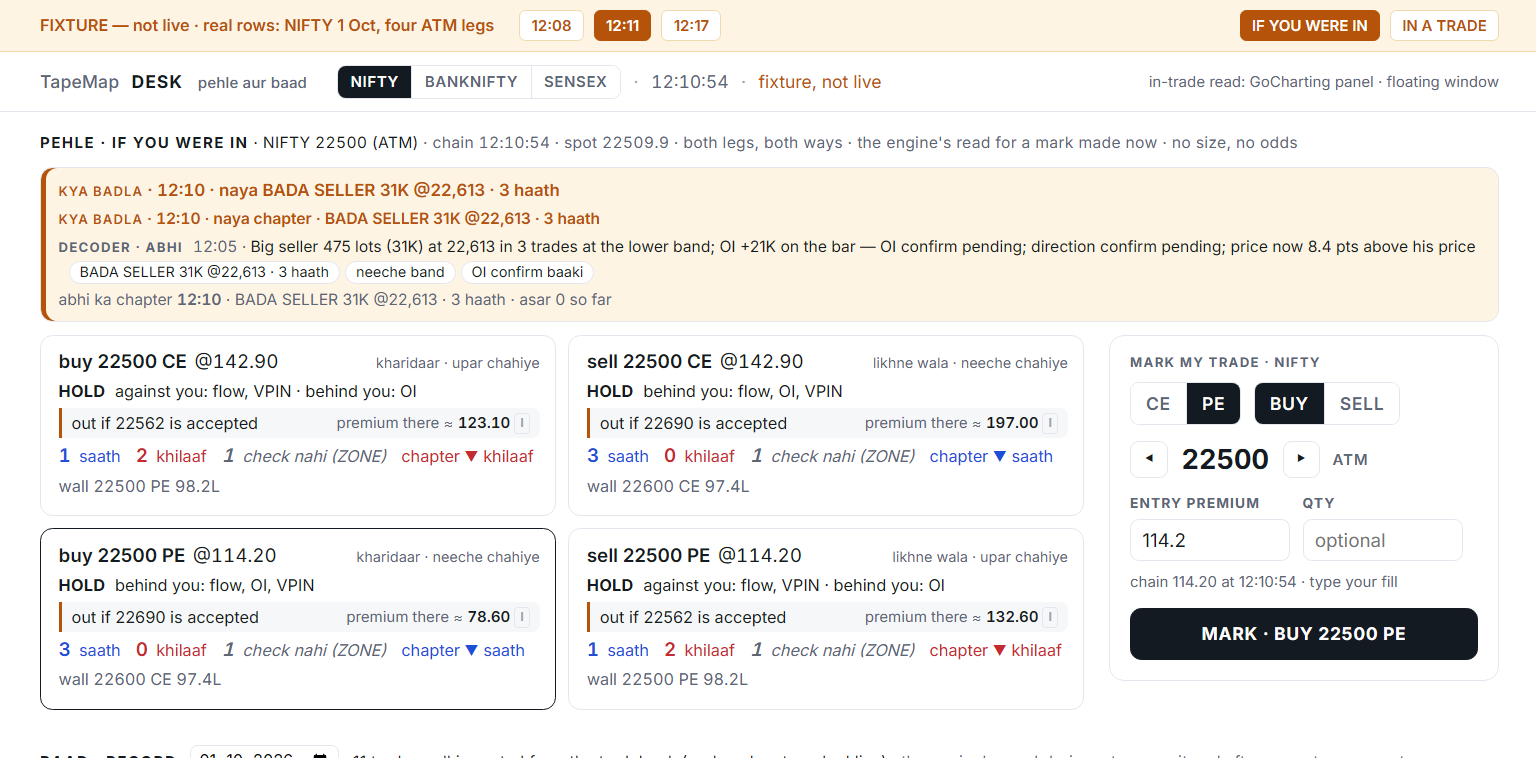 FIXTURE — not live · real rows: NIFTY 1 Oct, four ATM legs 12:08 12:11 12:17 IF YOU WERE IN IN A TRADE
TapeMap DESK pehle aur baad NIFTY BANKNIFTY SENSEX · 12:10:54 · fixture, not live in-trade read: GoCharting panel · floating window
PEHLE · IF YOU WERE IN · NIFTY 22500 (ATM) · chain 12:10:54 · spot 22509.9 · both legs, both ways · the engine's read for a mark made now · no size, no odds
KYA BADLA · 12:10 · naya BADA SELLER 31K @22,613 · 3 haath
KYA BADLA · 12:10 · naya chapter · BADA SELLER 31K @22,613 · 3 haath
DECODER · ABHI 12:05 · Big seller 475 lots (31K) at 22,613 in 3 trades at the lower band; OI +21K on the bar — OI confirm pending; direction confirm pending; price now 8.4 pts above his price
BADA SELLER 31K @22,613 · 3 haath neeche band OI confirm baaki
abhi ka chapter 12:10 · BADA SELLER 31K @22,613 · 3 haath · asar 0 so far
buy 22500 CE @142.90 kharidaar · upar chahiye
HOLD against you: flow, VPIN · behind you: OI
out if 22562 is accepted premium there ≈ 123.10 I
1 saath 2 khilaaf 1 check nahi (ZONE) chapter ▼ khilaaf
wall 22500 PE 98.2L
sell 22500 CE @142.90 likhne wala · neeche chahiye
HOLD behind you: flow, OI, VPIN
out if 22690 is accepted premium there ≈ 197.00 I
3 saath 0 khilaaf 1 check nahi (ZONE) chapter ▼ saath
wall 22600 CE 97.4L
buy 22500 PE @114.20 kharidaar · neeche chahiye
HOLD behind you: flow, OI, VPIN
out if 22690 is accepted premium there ≈ 78.60 I
3 saath 0 khilaaf 1 check nahi (ZONE) chapter ▼ saath
wall 22600 CE 97.4L
sell 22500 PE @114.20 likhne wala · upar chahiye
HOLD against you: flow, VPIN · behind you: OI
out if 22562 is accepted premium there ≈ 132.60 I
1 saath 2 khilaaf 1 check nahi (ZONE) chapter ▼ khilaaf
wall 22500 PE 98.2L
MARK MY TRADE · NIFTY
CE PE BUY SELL
◄ 22500 ► ATM
ENTRY PREMIUM QTY
114.2 optional
chain 114.20 at 12:10:54 · type your fill
MARK · BUY 22500 PE